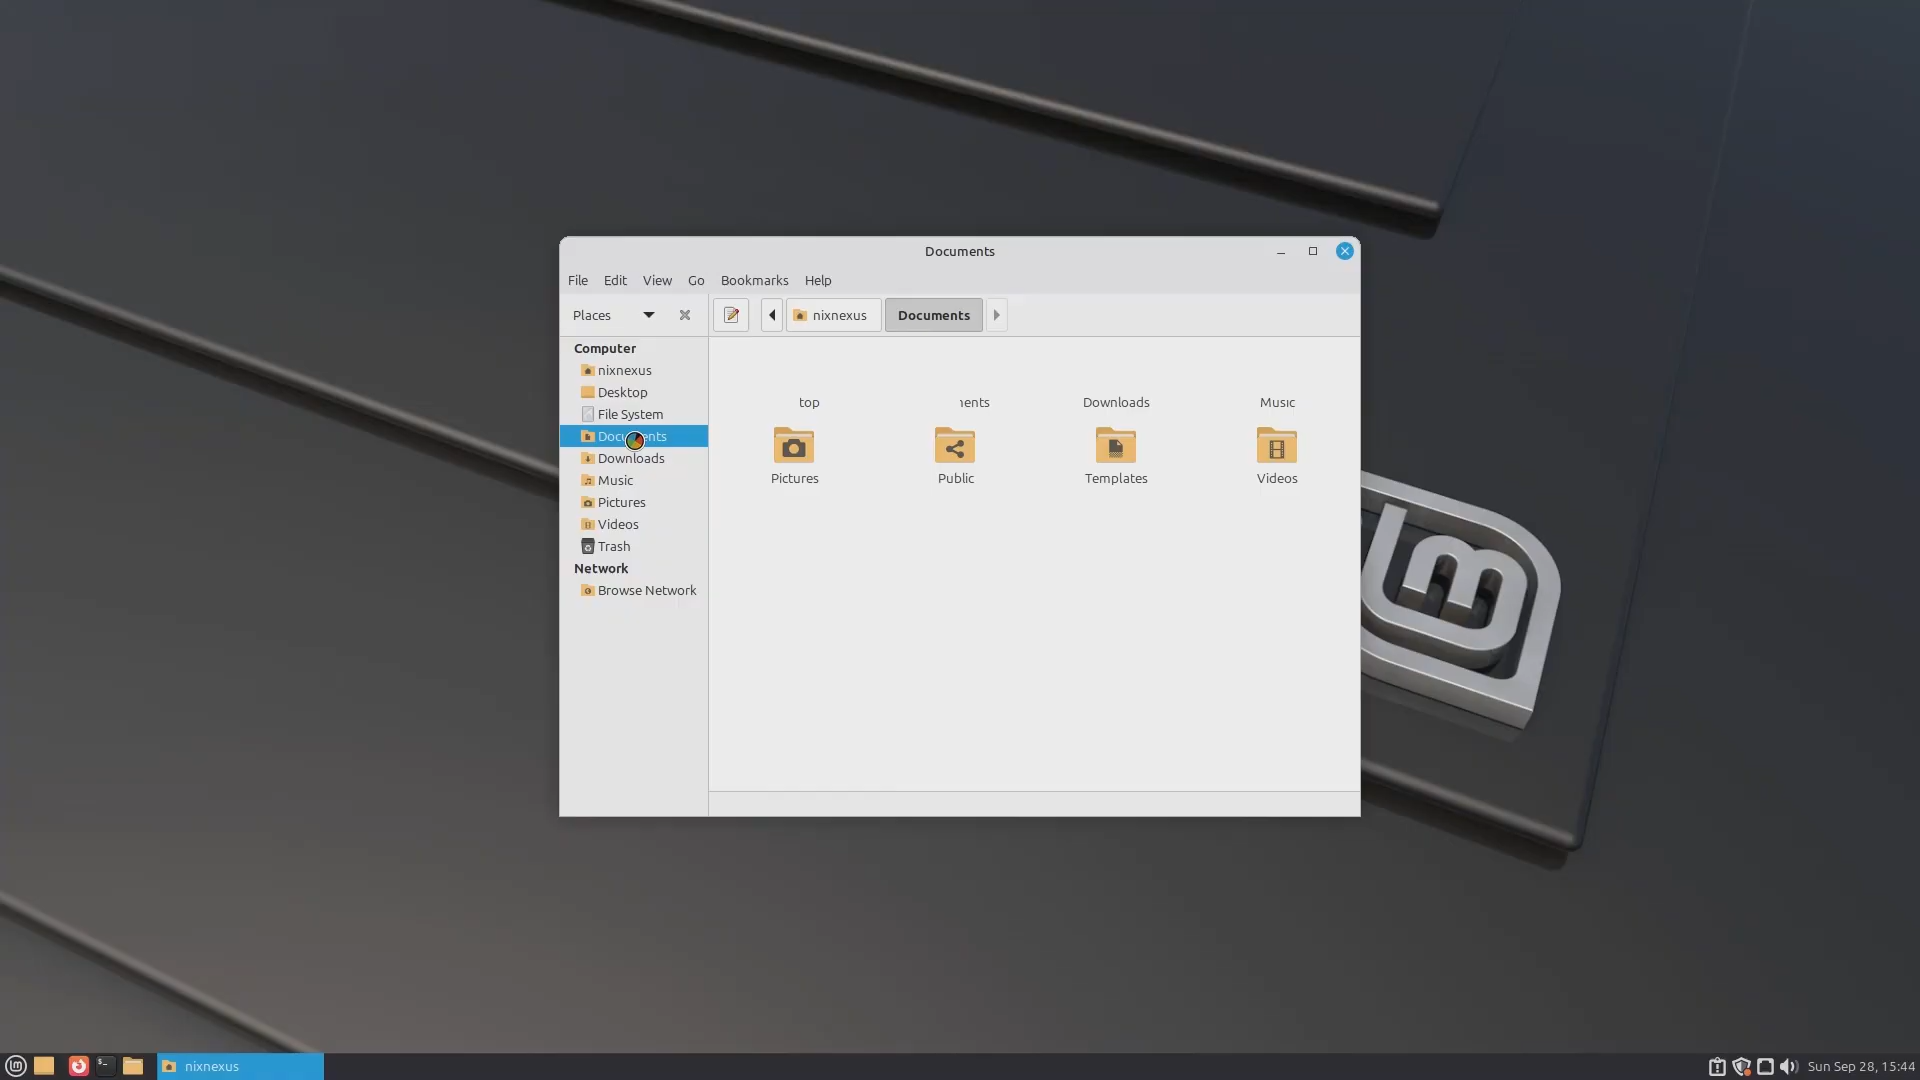 Documents
File Edit View Go Bookmarks Help
Places nixnexus Documents
Computer
nixnexus
Desktop
File System
Downloads
Music
Pictures
Videos
Trash
Network
Browse Network
top Downloads Music
Pictures Public Templates Videos
nixnexus Sun Sep 28, 15:44